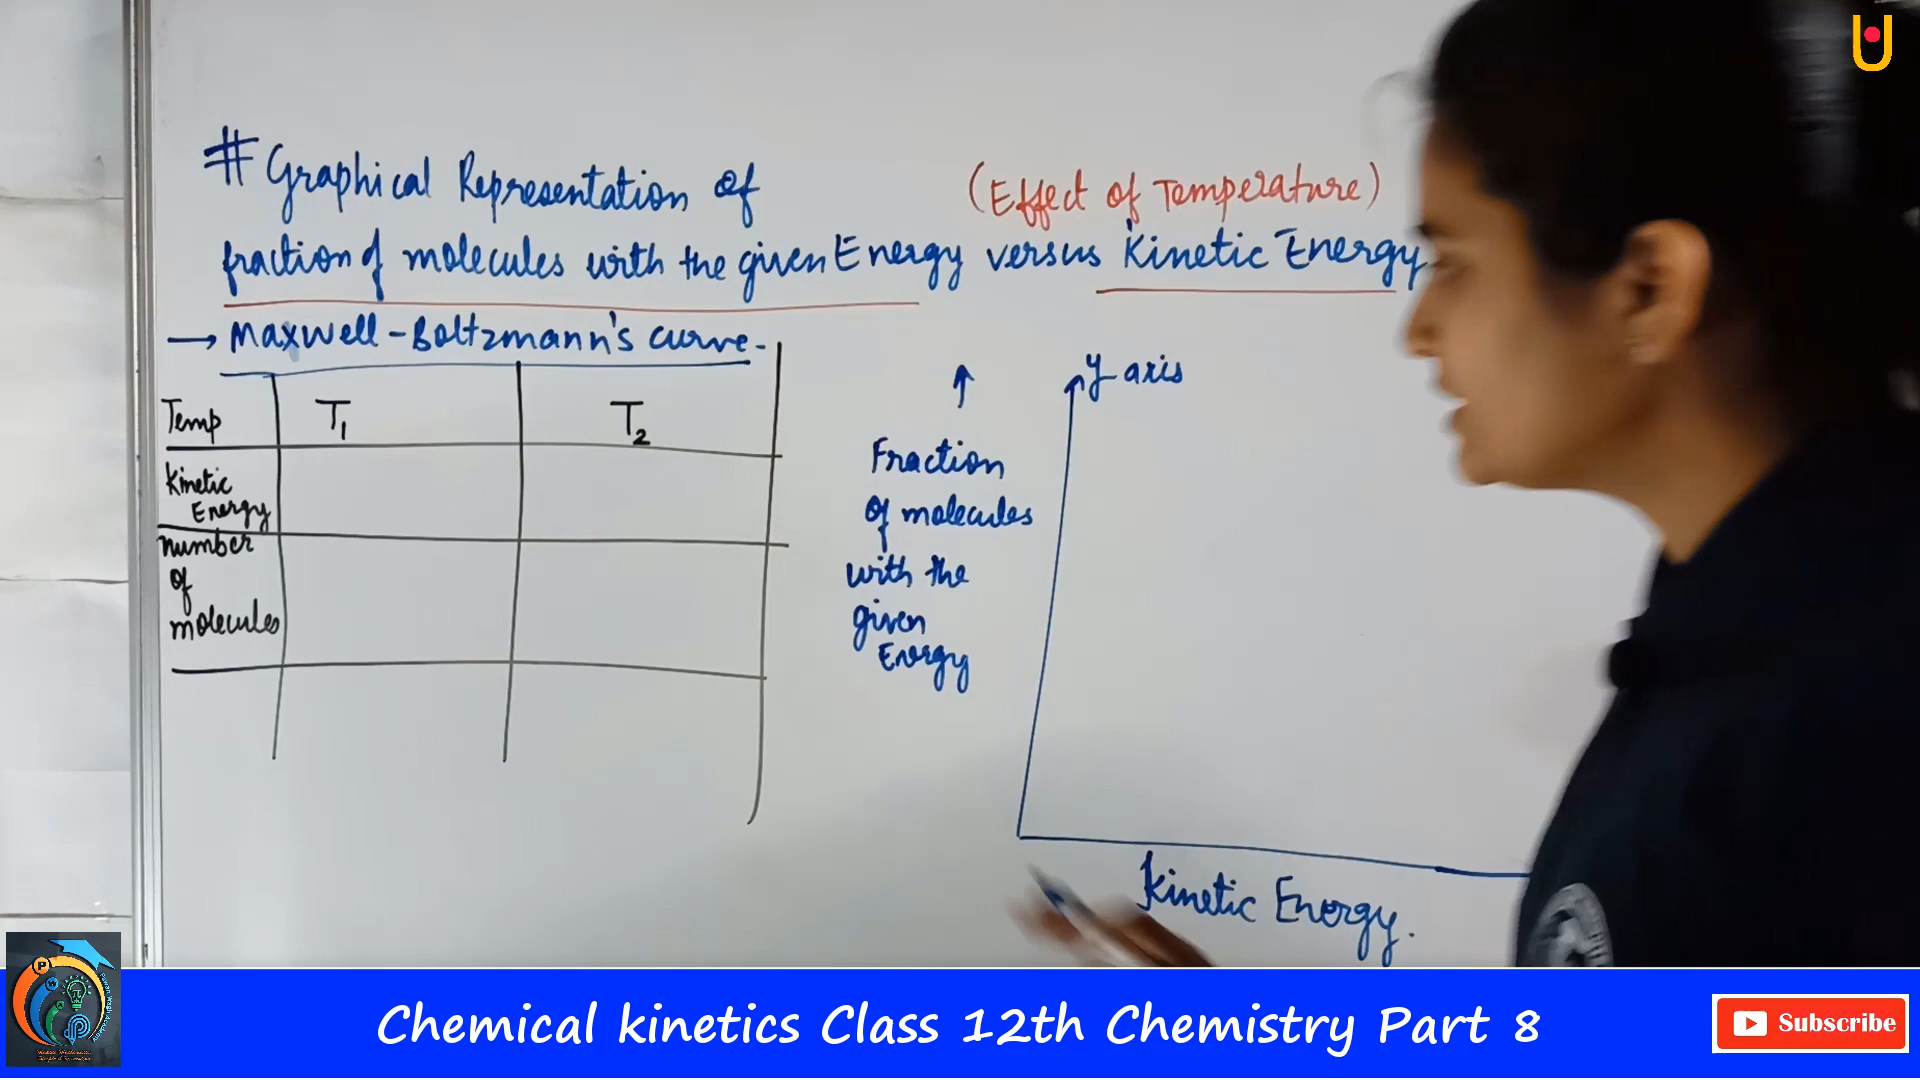 # Graphical Representation of
(Effect of Temperature)
fraction of molecules with the given Energy versus Kinetic Energy
→ Maxwell-Boltzmann's curve.
Temp T₁ T₂
Kinetic
Energy
number
of
molecules
↑
Fraction
of molecules
with the
given
Energy
y axis
Kinetic Energy.
Chemical kinetics Class 12th Chemistry Part 8
Subscribe